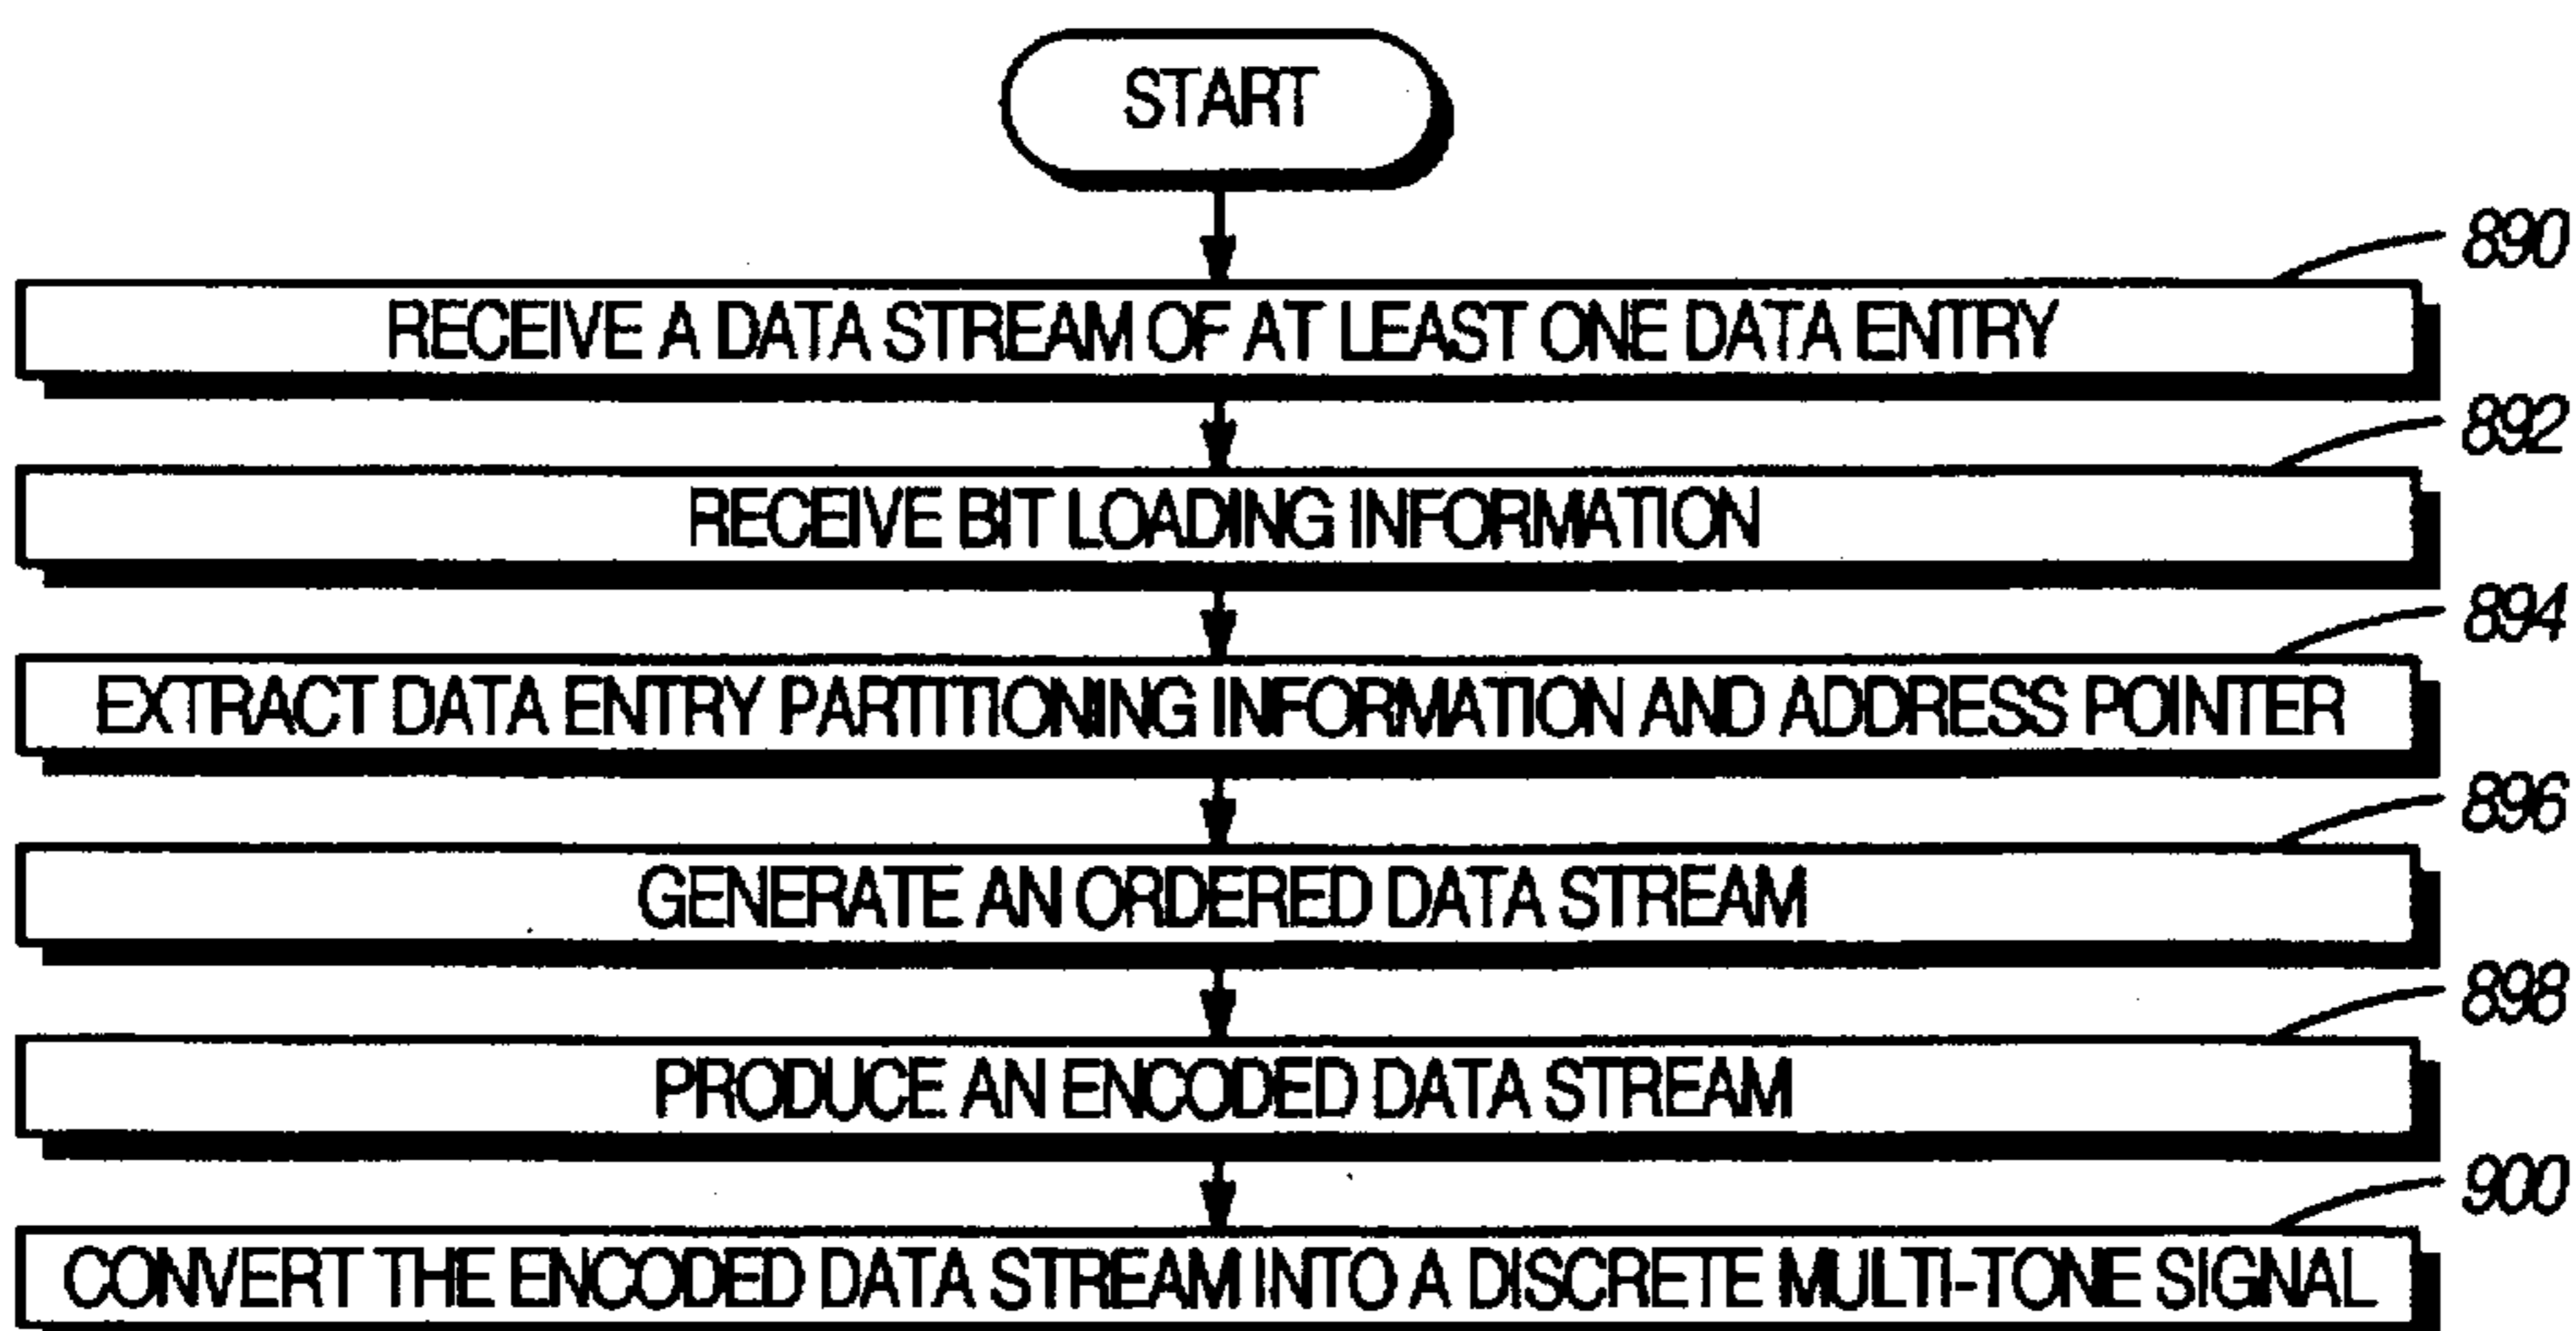 START
890
RECEIVE A DATA STREAM OF AT LEAST ONE DATA ENTRY
892
RECEIVE BIT LOADING INFORMATION
894
EXTRACT DATA ENTRY PARTITIONING INFORMATION AND ADDRESS POINTER
896
GENERATE AN ORDERED DATA STREAM
898
PRODUCE AN ENCODED DATA STREAM
900
CONVERT THE ENCODED DATA STREAM INTO A DISCRETE MULTI-TONE SIGNAL